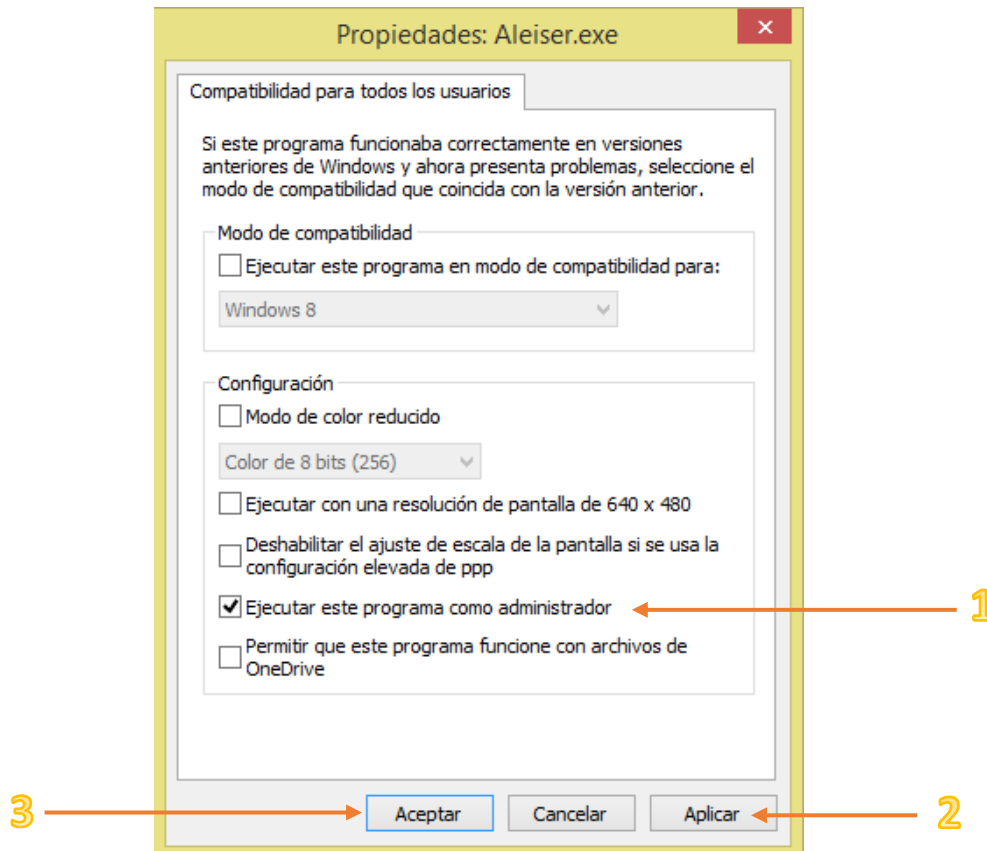 Propiedades: Aleiser.exe
Compatibilidad para todos los usuarios
Si este programa funcionaba correctamente en versiones
anteriores de Windows y ahora presenta problemas, seleccione el
modo de compatibilidad que coincida con la versión anterior.
Modo de compatibilidad
Ejecutar este programa en modo de compatibilidad para:
Windows 8
Configuración
Modo de color reducido
Color de 8 bits (256)
Ejecutar con una resolución de pantalla de 640 x 480
Deshabilitar el ajuste de escala de la pantalla si se usa la
configuración elevada de ppp
Ejecutar este programa como administrador
1
Permitir que este programa funcione con archivos de
OneDrive
3
Aceptar
Cancelar
Aplicar
2